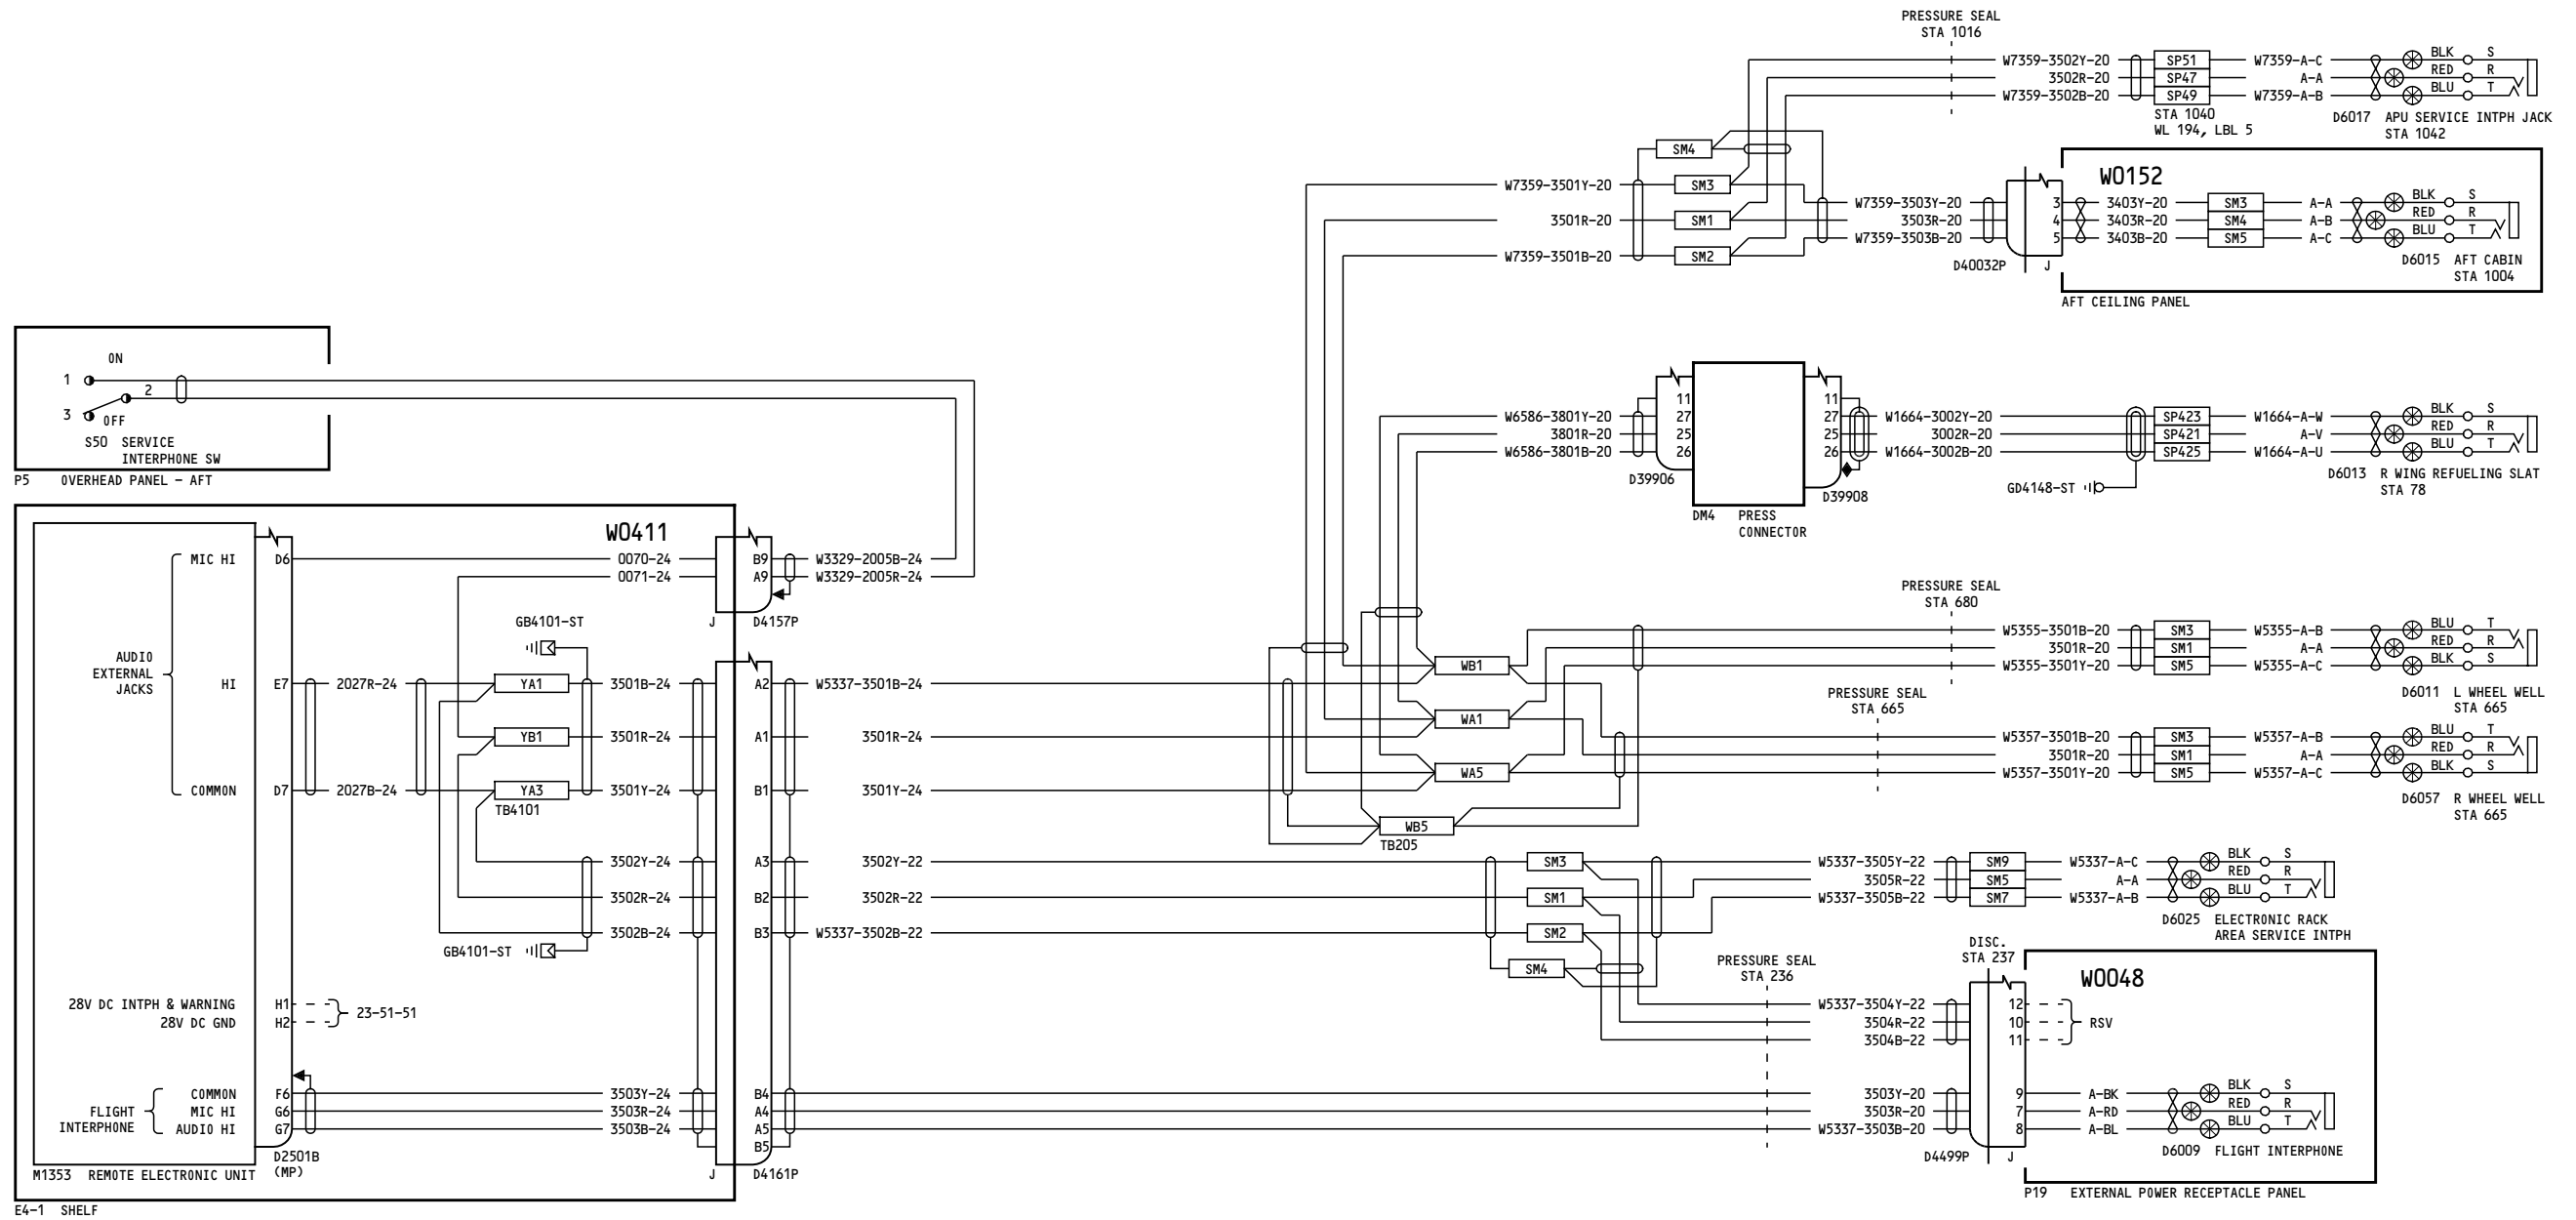 PRESSURE SEAL
STA 1016
W7359-3502Y-20 SP51 W7359-A-C BLK S
3502R-20 SP47 A-A RED R
W7359-3502B-20 SP49 W7359-A-B BLU T
STA 1040
WL 194, LBL 5
D6017 APU SERVICE INTPH JACK
STA 1042
SM4
W7359-3501Y-20 SM3
3501R-20 SM1
W7359-3501B-20 SM2
W0152
W7359-3503Y-20 3 3403Y-20 SM3 A-A BLK S
3503R-20 4 3403R-20 SM4 A-B RED R
W7359-3503B-20 5 3403B-20 SM5 A-C BLU T
D40032P J
D6015 AFT CABIN
STA 1004
AFT CEILING PANEL
ON
1
2
3 OFF
S50 SERVICE
INTERPHONE SW
P5 OVERHEAD PANEL - AFT
11 11
W6586-3801Y-20 27 27 W1664-3002Y-20 SP423 W1664-A-W BLK S
3801R-20 25 25 3002R-20 SP421 A-V RED R
W6586-3801B-20 26 26 W1664-3002B-20 SP425 W1664-A-U BLU T
D39906 D39908
GD4148-ST
D6013 R WING REFUELING SLAT
STA 78
DM4 PRESS
CONNECTOR
W0411
MIC HI D6 0070-24 B9 W3329-2005B-24
0071-24 A9 W3329-2005R-24
GB4101-ST
J D4157P
AUDIO
EXTERNAL
JACKS
HI E7 2027R-24 YA1 3501B-24 A2 W5337-3501B-24
YB1 3501R-24 A1 3501R-24
COMMON D7 2027B-24 YA3 3501Y-24 B1 3501Y-24
TB4101
3502Y-24 A3 3502Y-22
3502R-24 B2 3502R-22
3502B-24 B3 W5337-3502B-22
GB4101-ST
28V DC INTPH & WARNING H1
28V DC GND H2
23-51-51
FLIGHT
INTERPHONE
COMMON F6 3503Y-24 B4
MIC HI G6 3503R-24 A4
AUDIO HI G7 3503B-24 A5
B5
D2501B
(MP)
J D4161P
M1353 REMOTE ELECTRONIC UNIT
E4-1 SHELF
PRESSURE SEAL
STA 680
WB1
WA1
WA5
WB5
TB205
W5355-3501B-20 SM3 W5355-A-B BLU T
3501R-20 SM1 A-A RED R
W5355-3501Y-20 SM5 W5355-A-C BLK S
D6011 L WHEEL WELL
STA 665
PRESSURE SEAL
STA 665
W5357-3501B-20 SM3 W5357-A-B BLU T
3501R-20 SM1 A-A RED R
W5357-3501Y-20 SM5 W5357-A-C BLK S
D6057 R WHEEL WELL
STA 665
SM3
SM1
SM2
SM4
W5337-3505Y-22 SM9 W5337-A-C BLK S
3505R-22 SM5 A-A RED R
W5337-3505B-22 SM7 W5337-A-B BLU T
D6025 ELECTRONIC RACK
AREA SERVICE INTPH
PRESSURE SEAL
STA 236
DISC.
STA 237
W0048
W5337-3504Y-22 12
3504R-22 10
3504B-22 11
RSV
3503Y-20 9 A-BK BLK S
3503R-20 7 A-RD RED R
W5337-3503B-20 8 A-BL BLU T
D4499P J
D6009 FLIGHT INTERPHONE
P19 EXTERNAL POWER RECEPTACLE PANEL